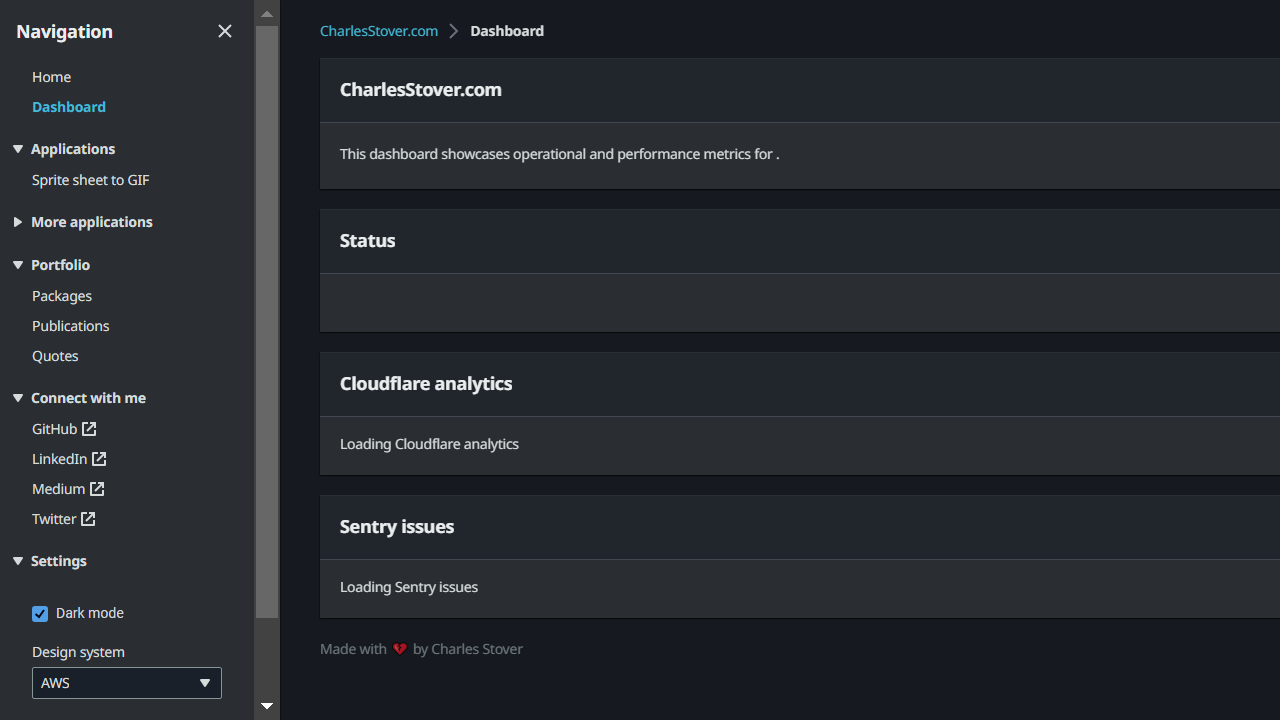 Navigation
Home
Dashboard
Applications
Sprite sheet to GIF
More applications
Portfolio
Packages
Publications
Quotes
Connect with me
GitHub
LinkedIn
Medium
Twitter
Settings
Dark mode
Design system
AWS
CharlesStover.com
Dashboard
CharlesStover.com
This dashboard showcases operational and performance metrics for .
Status
Cloudflare analytics
Loading Cloudflare analytics
Sentry issues
Loading Sentry issues
Made with 💔 by Charles Stover